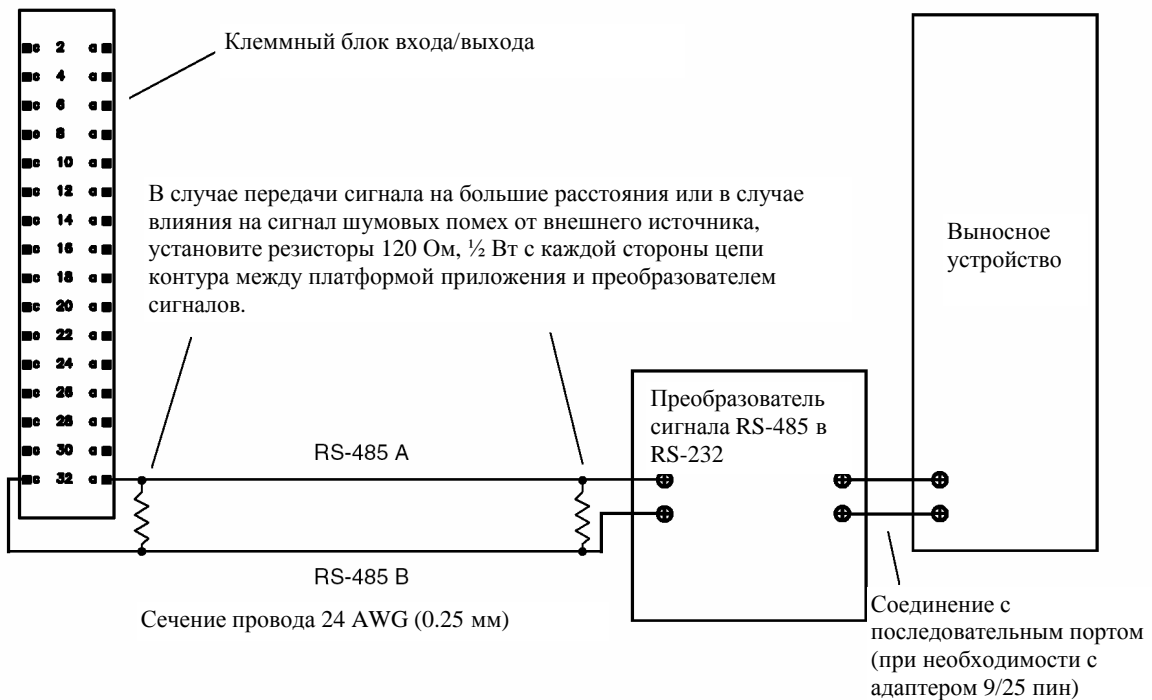 Клеммный блок входа/выхода
c 2 a
c 4 a
c 6 a
c 8 a
c 10 a
c 12 a
c 14 a
c 16 a
c 18 a
c 20 a
c 22 a
c 24 a
c 26 a
c 28 a
c 30 a
c 32 a
В случае передачи сигнала на большие расстояния или в случае
влияния на сигнал шумовых помех от внешнего источника,
установите резисторы 120 Ом, ½ Вт с каждой стороны цепи
контура между платформой приложения и преобразователем
сигналов.
Выносное
устройство
Преобразователь
сигнала RS-485 в
RS-232
RS-485 A
RS-485 B
Сечение провода 24 AWG (0.25 мм)
Соединение с
последовательным портом
(при необходимости с
адаптером 9/25 пин)